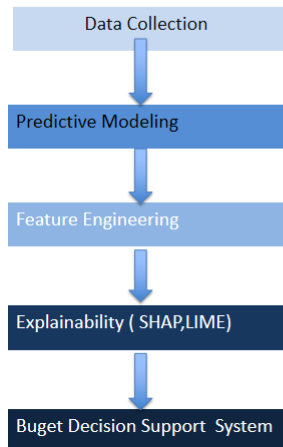 Data Collection
Predictive Modeling
Feature Engineering
Explainability ( SHAP,LIME)
Buget Decision Support System